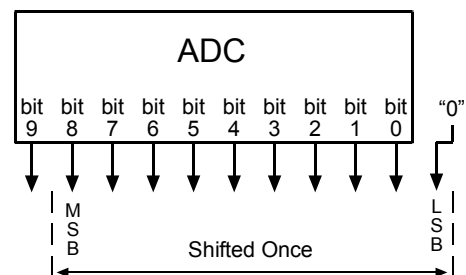 ADC
bit bit bit bit bit bit bit bit bit bit "0"
9 8 7 6 5 4 3 2 1 0
MSB
LSB
Shifted Once